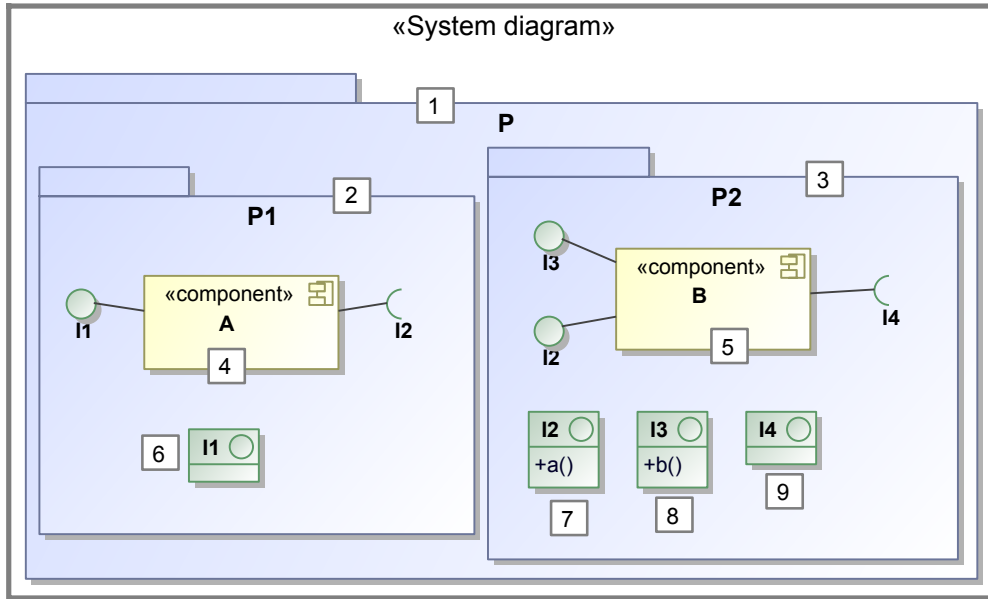 «System diagram»
1
P
2
P1
3
P2
«component»
A
4
I1
I2
I3
I2
«component»
B
5
I4
6
I1
I2
+a()
7
I3
+b()
8
I4
9